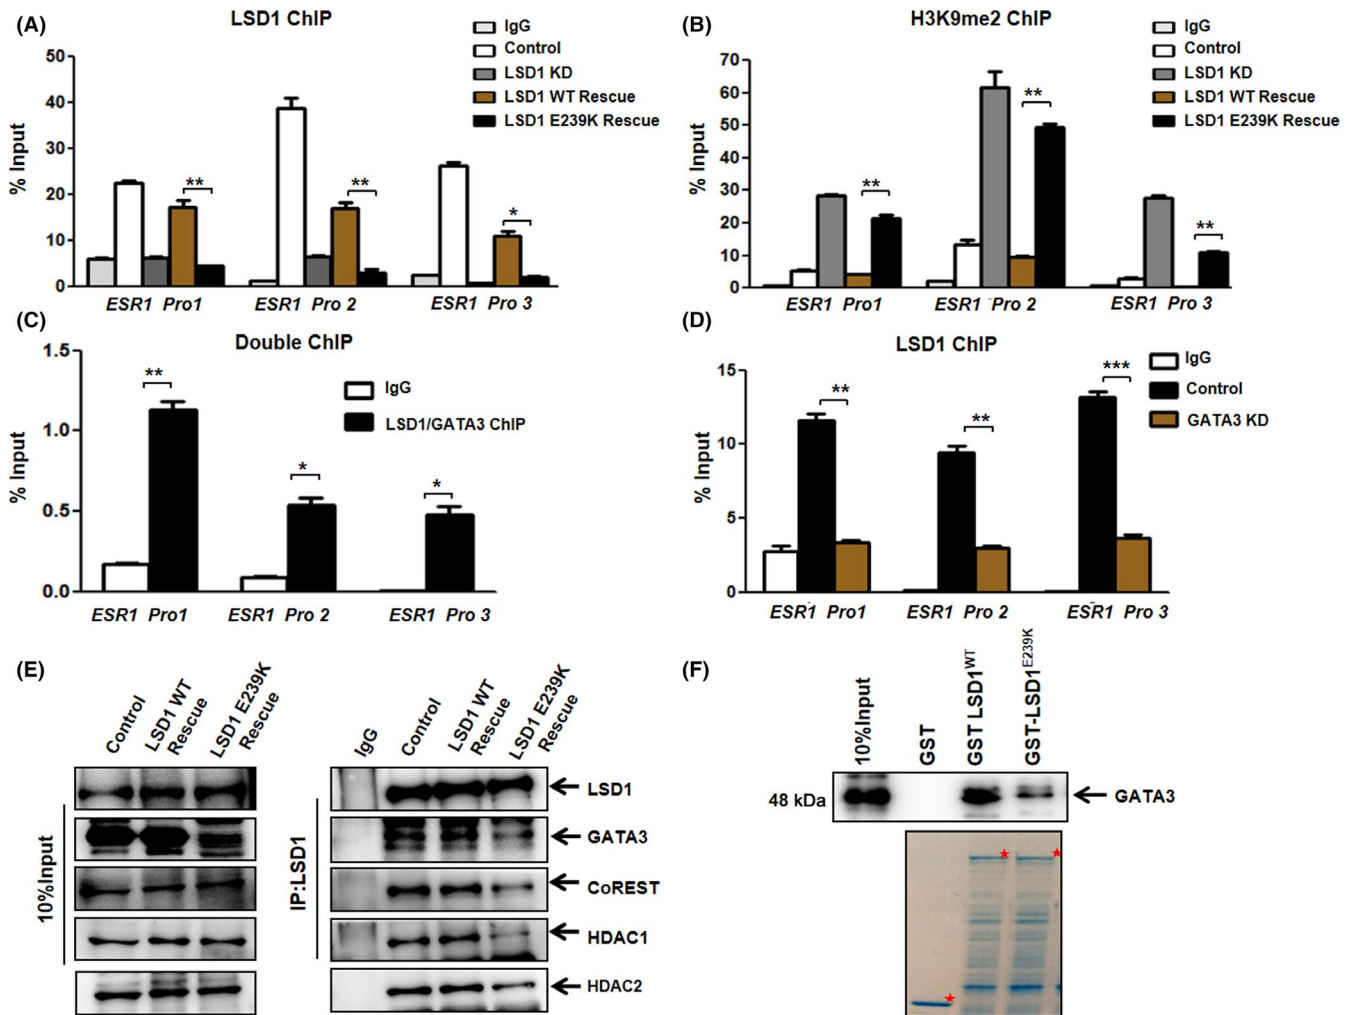 (A)
LSD1 ChIP
IgG
Control
LSD1 KD
LSD1 WT Rescue
LSD1 E239K Rescue
% Input
50
40
30
20
10
0
**
**
*
ESR1 Pro1
ESR1 Pro 2
ESR1 Pro 3
(B)
H3K9me2 ChIP
IgG
Control
LSD1 KD
LSD1 WT Rescue
LSD1 E239K Rescue
% Input
70
60
50
40
30
20
10
0
**
**
**
ESR1 Pro1
ESR1 Pro 2
ESR1 Pro 3
(C)
Double ChIP
IgG
LSD1/GATA3 ChIP
% Input
1.5
1.0
0.5
0.0
**
*
*
ESR1 Pro1
ESR1 Pro 2
ESR1 Pro 3
(D)
LSD1 ChIP
IgG
Control
GATA3 KD
% Input
15
10
5
0
**
**
***
ESR1 Pro1
ESR1 Pro 2
ESR1 Pro 3
(E)
Control
LSD1 WT
Rescue
LSD1 E239K
Rescue
10%Input
IgG
Control
LSD1 WT
Rescue
LSD1 E239K
Rescue
IP:LSD1
LSD1
GATA3
CoREST
HDAC1
HDAC2
(F)
10%Input
GST
GST LSD1WT
GST-LSD1E239K
48 kDa
GATA3